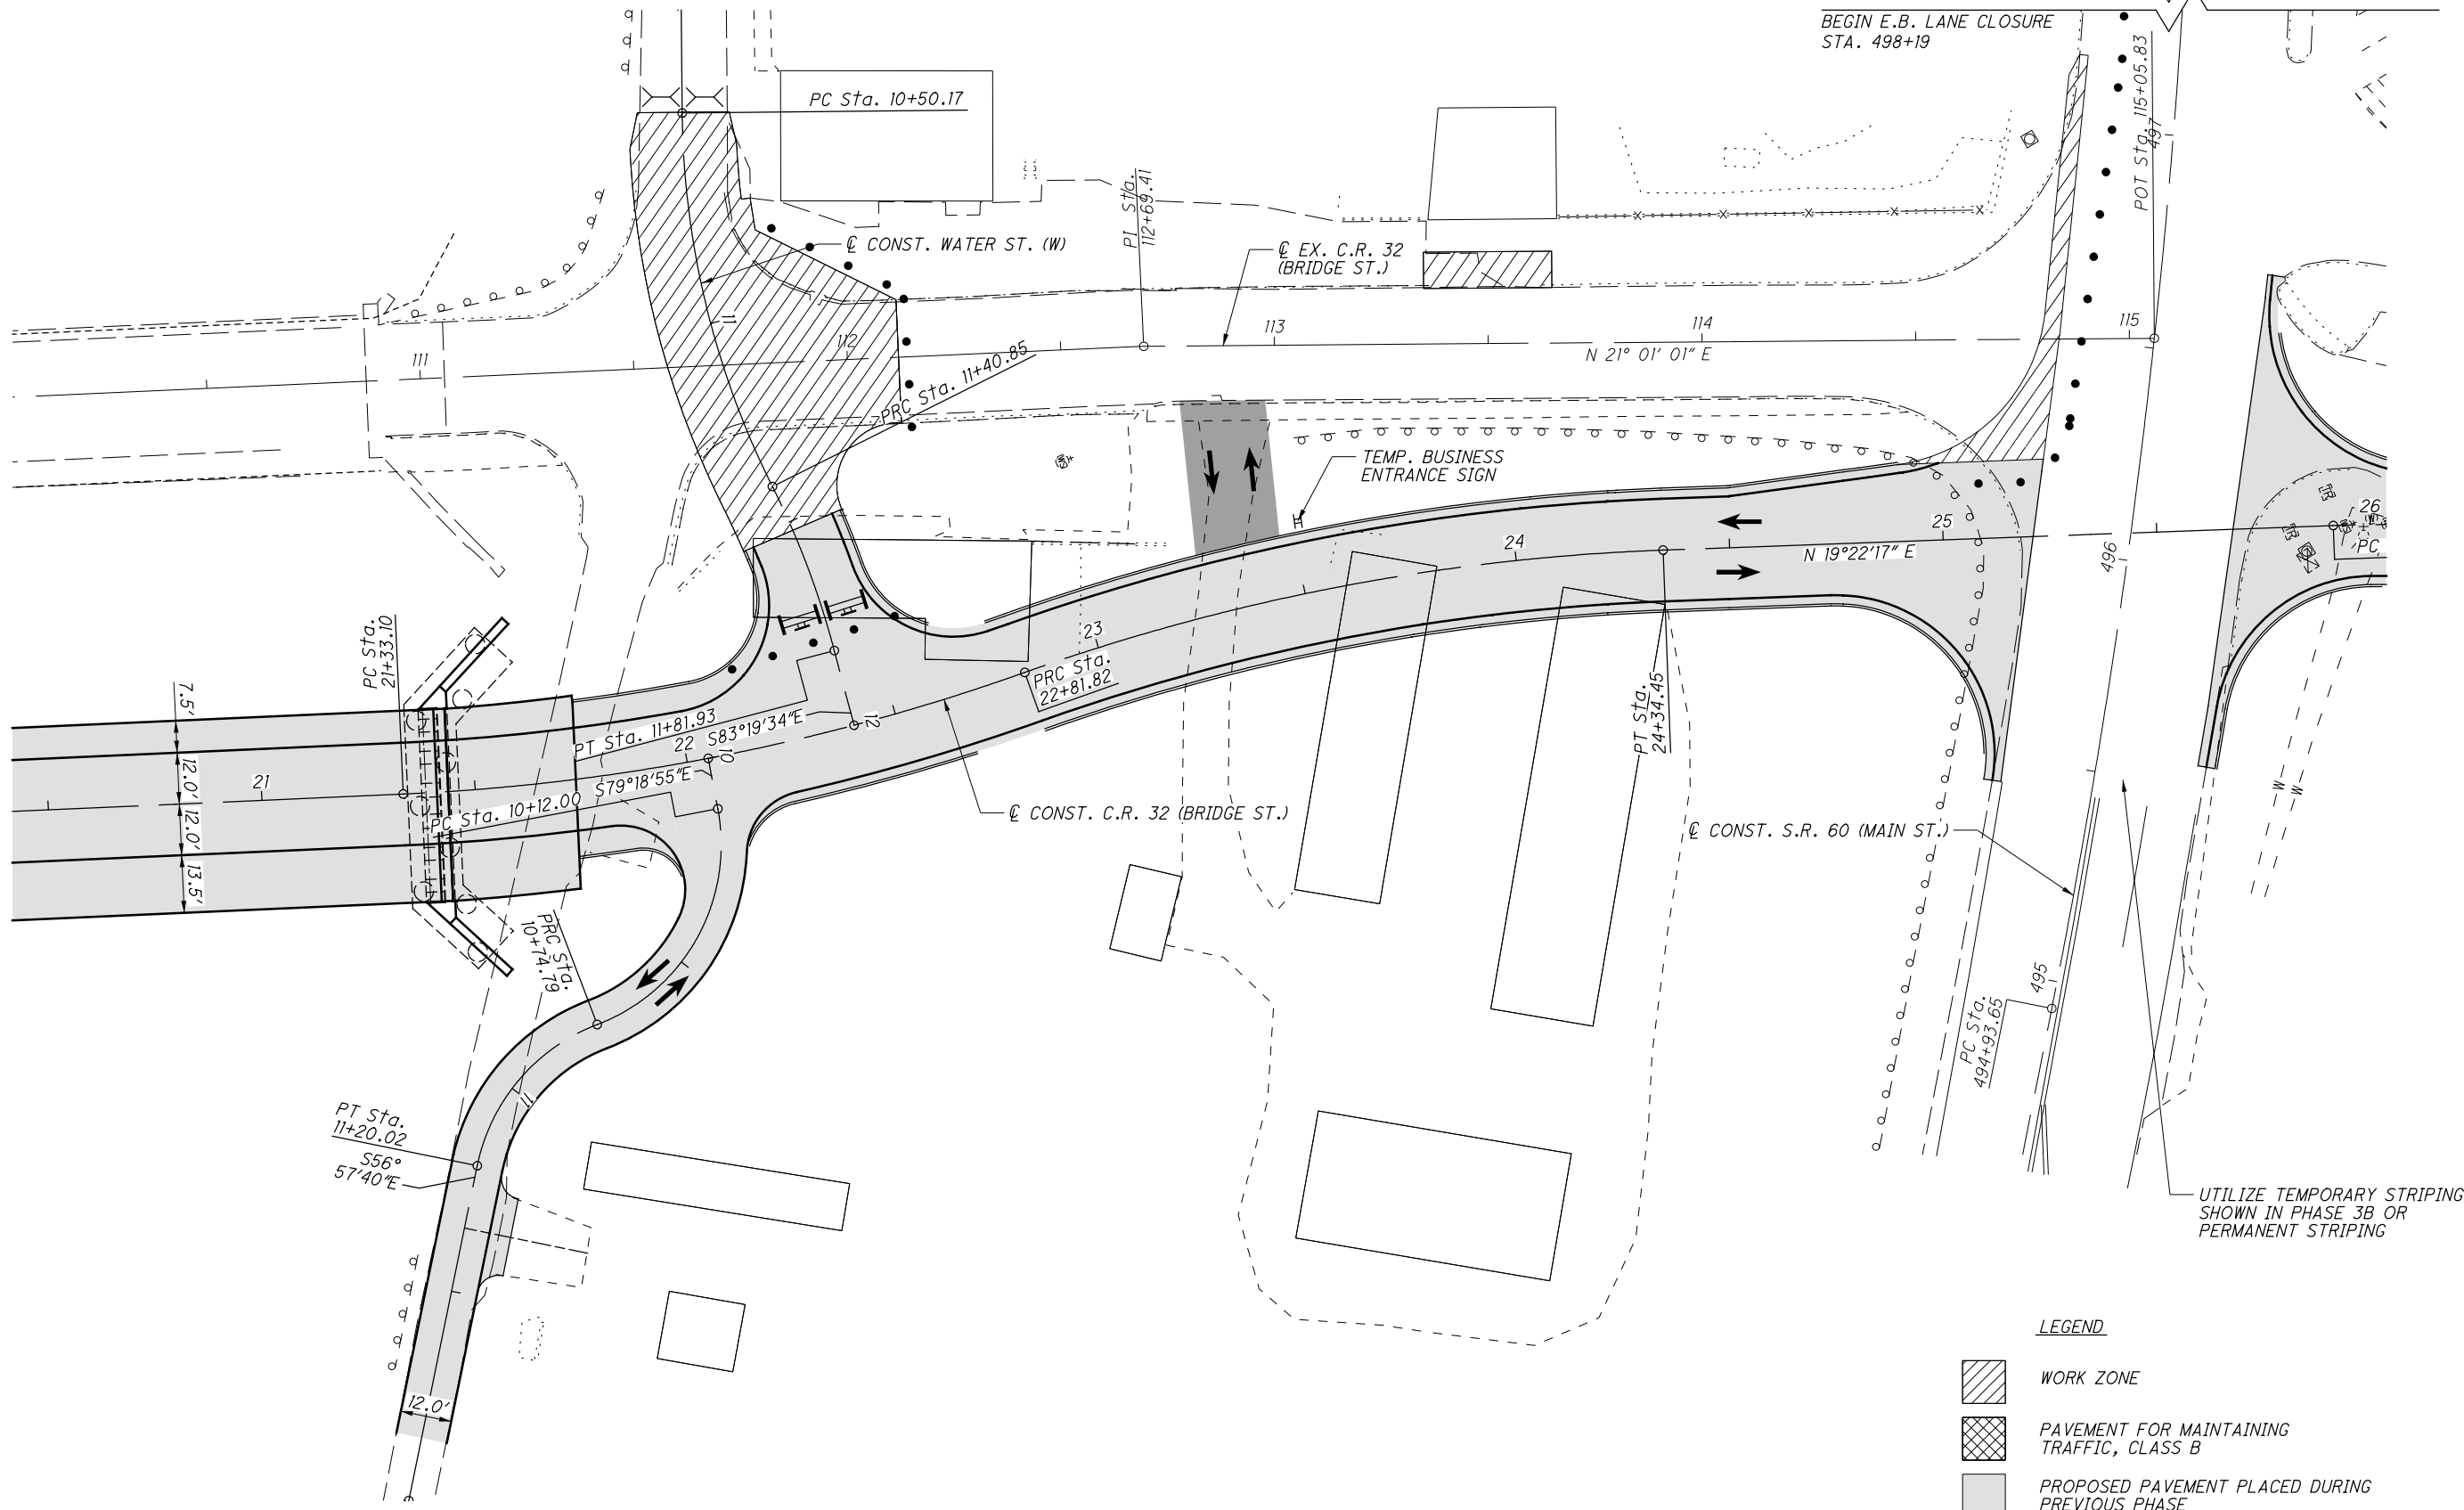 BEGIN E.B. LANE CLOSURE
STA. 498+19
PC Sta. 10+50.17
POT Sta. 115+05.83
497
PI Sta.
112+69.41
℄ CONST. WATER ST. (W)
℄ EX. C.R. 32
(BRIDGE ST.)
11
111
112
113
114
115
N 21° 01' 01" E
PRC Sta. 11+40.85
TEMP. BUSINESS
ENTRANCE SIGN
TR
TR
26
PC
25
24
N 19°22'17" E
496
23
PRC Sta.
22+81.82
PC Sta.
21+33.10
PT Sta.
24+34.45
7.5'
12.0'
12.0'
13.5'
21
PT Sta. 11+81.93
22
S83°19'34"E
12
10
S79°18'55"E
PC Sta. 10+12.00
℄ CONST. C.R. 32 (BRIDGE ST.)
℄ CONST. S.R. 60 (MAIN ST.)
W
W
PRC Sta.
10+74.79
495
PC Sta.
494+93.65
11
PT Sta.
11+20.02
S56°
57'40"E
UTILIZE TEMPORARY STRIPING
SHOWN IN PHASE 3B OR
PERMANENT STRIPING
12.0'
LEGEND
WORK ZONE
PAVEMENT FOR MAINTAINING
TRAFFIC, CLASS B
PROPOSED PAVEMENT PLACED DURING
PREVIOUS PHASE